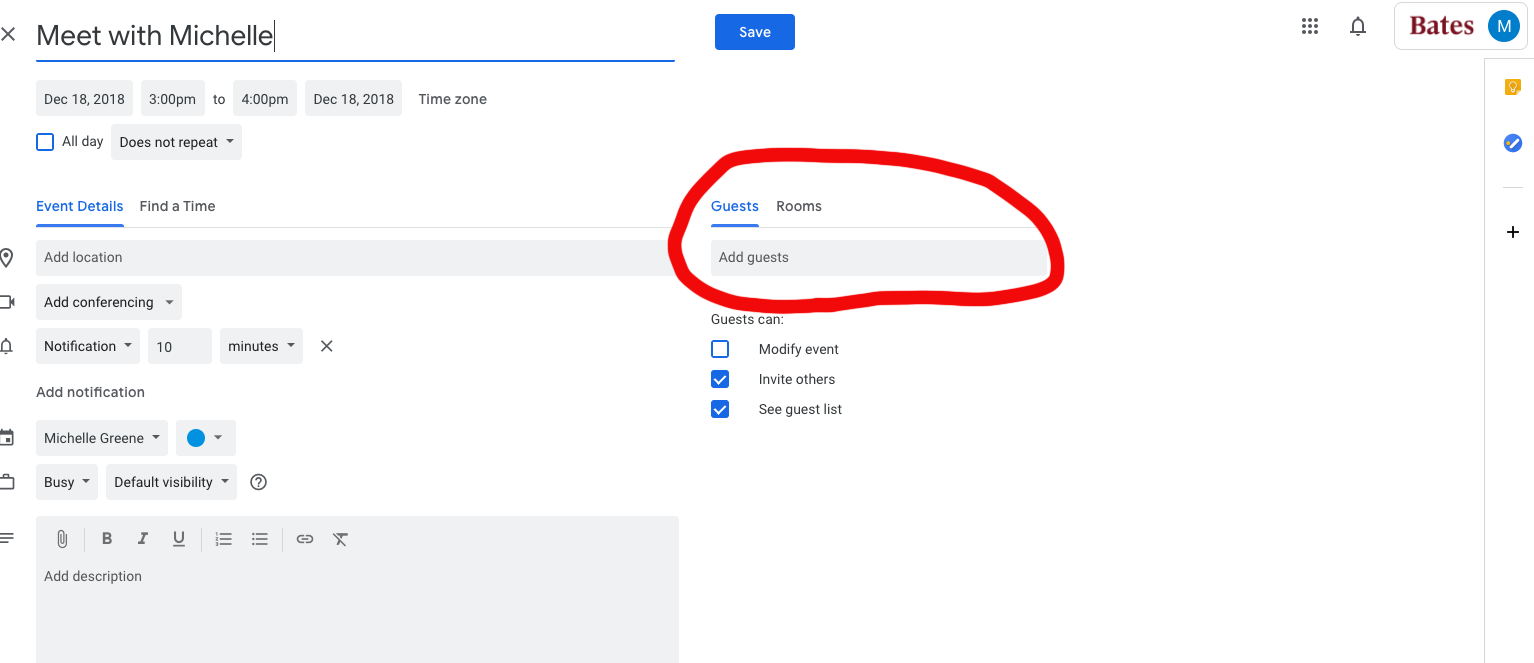 Meet with Michelle
Save
Bates
M
Dec 18, 2018 3:00pm to 4:00pm Dec 18, 2018 Time zone
All day Does not repeat
Event Details Find a Time
Guests Rooms
Add location
Add guests
Add conferencing
Notification 10 minutes
Guests can:
Modify event
Invite others
See guest list
Add notification
Michelle Greene
Busy Default visibility
B I U
Add description